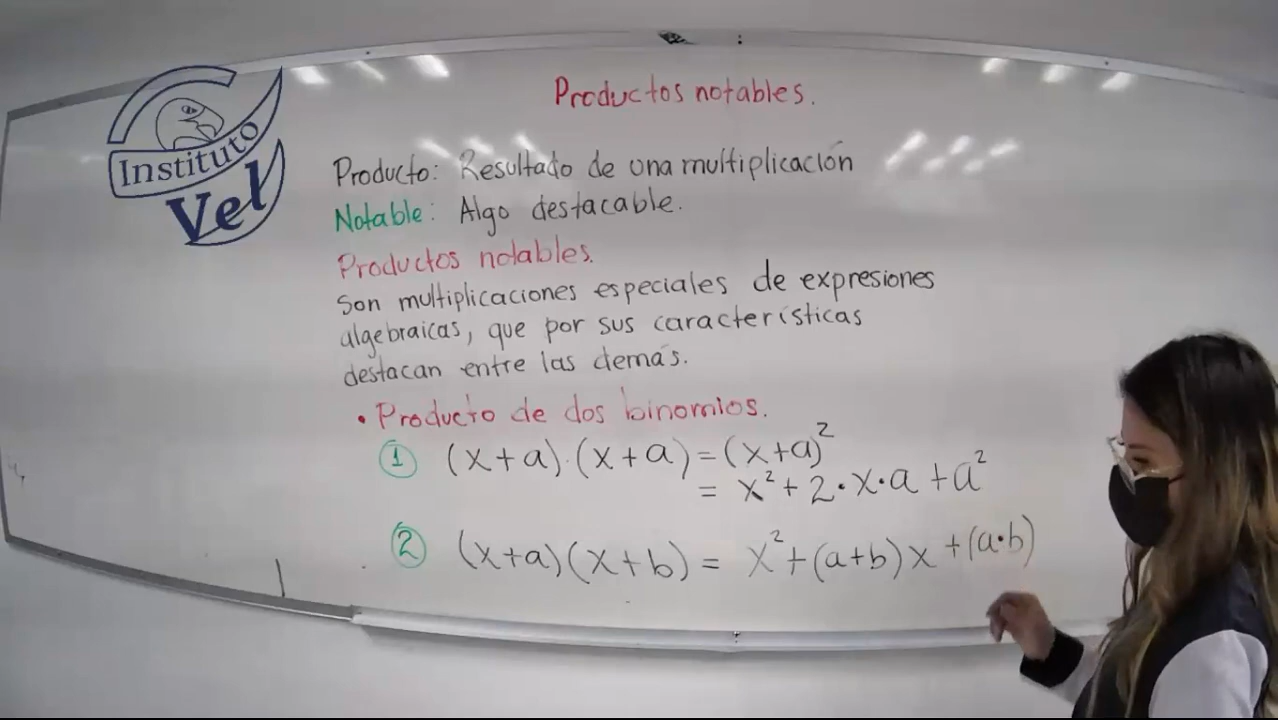 Instituto
Vel
Productos notables.
Producto: Resultado de una multiplicación
Notable: Algo destacable.
Productos notables.
Son multiplicaciones especiales de expresiones
algebraicas, que por sus características
destacan entre las demás.
• Producto de dos binomios.
① (x+a)·(x+a) = (x+a)²
= x²+2•x•a+a²
② (x+a)(x+b) = x²+(a+b)x+(a•b)